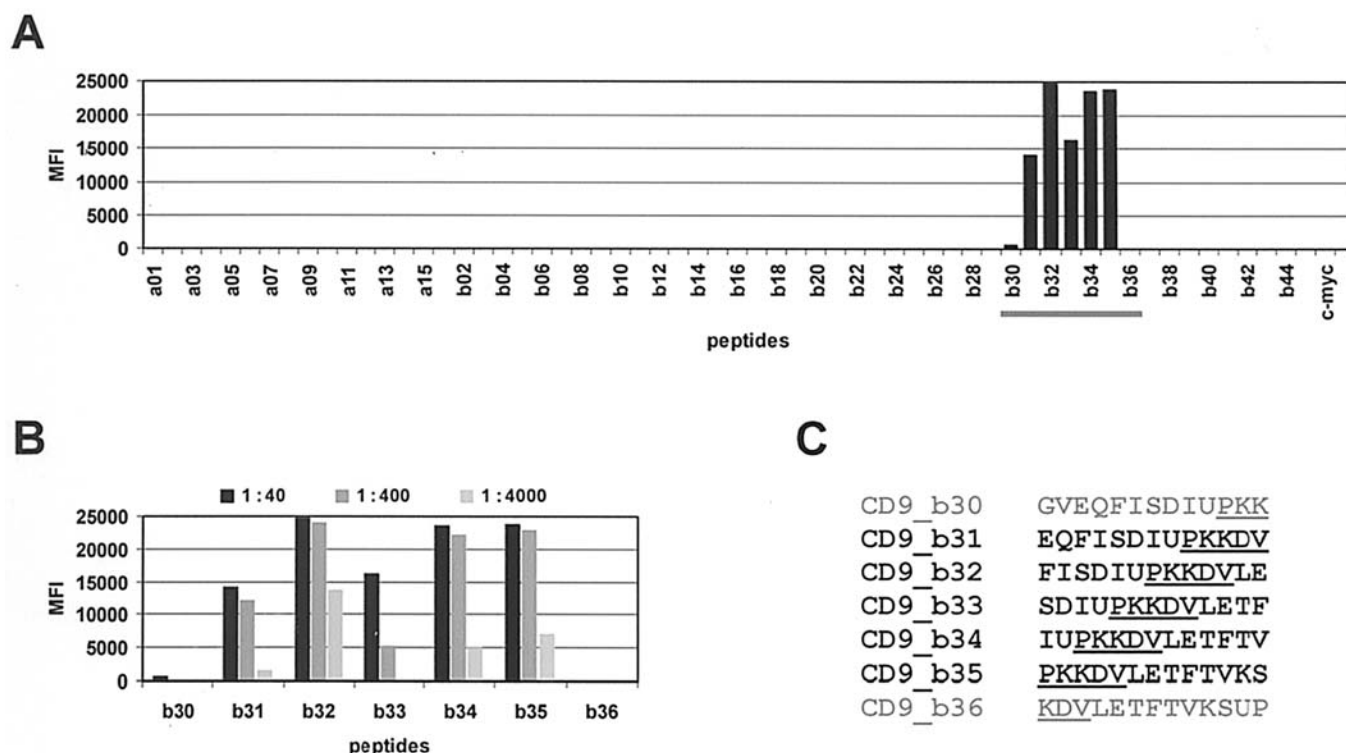 A
25000
20000
15000
10000
5000
0
MFI
a01 a03 a05 a07 a09 a11 a13 a15 b02 b04 b06 b08 b10 b12 b14 b16 b18 b20 b22 b24 b26 b28 b30 b32 b34 b36 b38 b40 b42 b44 c-myc
peptides
B
1:40 1:400 1:4000
25000
20000
15000
10000
5000
0
MFI
b30 b31 b32 b33 b34 b35 b36
peptides
C
CD9_b30 GVEQFISDIUPKK
CD9_b31 EQFISDIUPKKDV
CD9_b32 FISDIUPKKDVLE
CD9_b33 SDIUPKKDVLETF
CD9_b34 IUPKKDVLETFTV
CD9_b35 PKKDVLETFTVKS
CD9_b36 KDVLETFTVKSUP